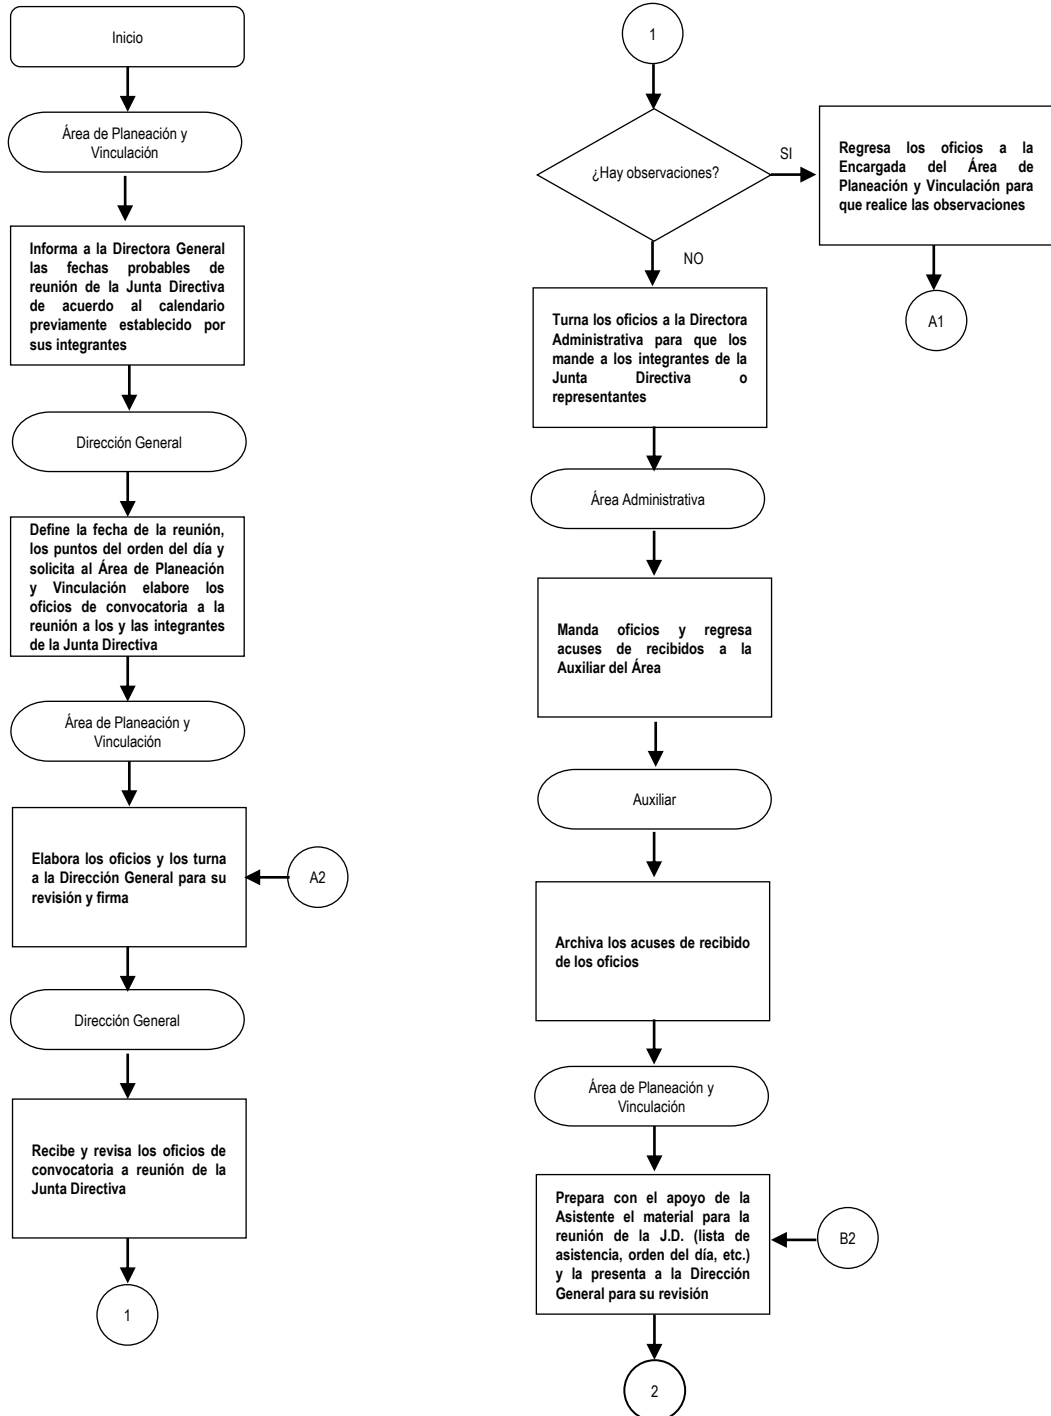 Inicio
Área de Planeación y
Vinculación
Informa a la Directora General
las fechas probables de
reunión de la Junta Directiva
de acuerdo al calendario
previamente establecido por
sus integrantes
Dirección General
Define la fecha de la reunión,
los puntos del orden del día y
solicita al Área de Planeación
y Vinculación elabore los
oficios de convocatoria a la
reunión a los y las integrantes
de la Junta Directiva
Área de Planeación y
Vinculación
Elabora los oficios y los turna
a la Dirección General para su
revisión y firma
A2
Dirección General
Recibe y revisa los oficios de
convocatoria a reunión de la
Junta Directiva
1
1
¿Hay observaciones?
SI
Regresa los oficios a la
Encargada del Área de
Planeación y Vinculación para
que realice las observaciones
A1
NO
Turna los oficios a la Directora
Administrativa para que los
mande a los integrantes de la
Junta Directiva o
representantes
Área Administrativa
Manda oficios y regresa
acuses de recibidos a la
Auxiliar del Área
Auxiliar
Archiva los acuses de recibido
de los oficios
Área de Planeación y
Vinculación
Prepara con el apoyo de la
Asistente el material para la
reunión de la J.D. (lista de
asistencia, orden del día, etc.)
y la presenta a la Dirección
General para su revisión
B2
2